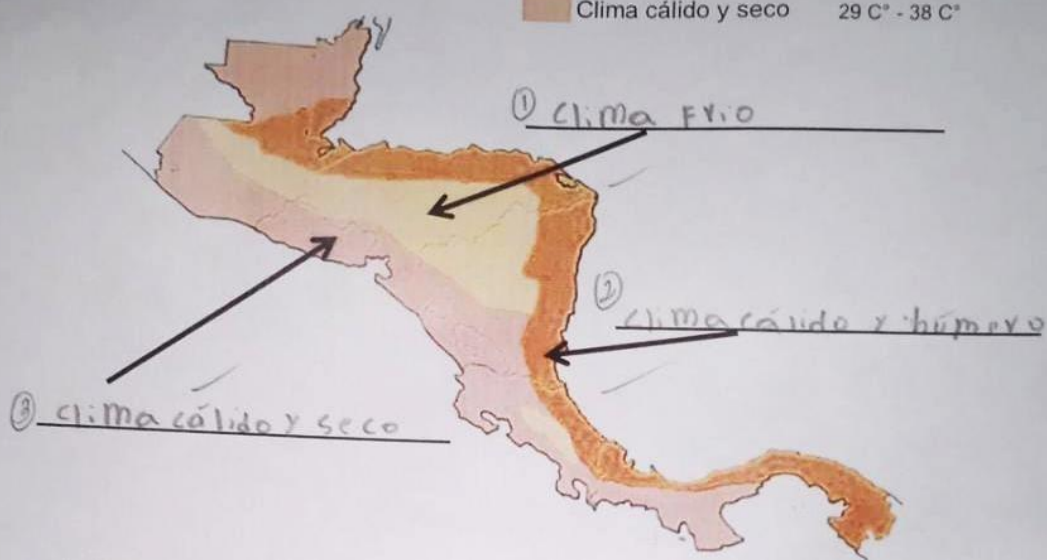 Clima cálido y seco 29 C° - 38 C°
① Clima Frio
② Clima cálido y húmero
③ Clima cálido y seco